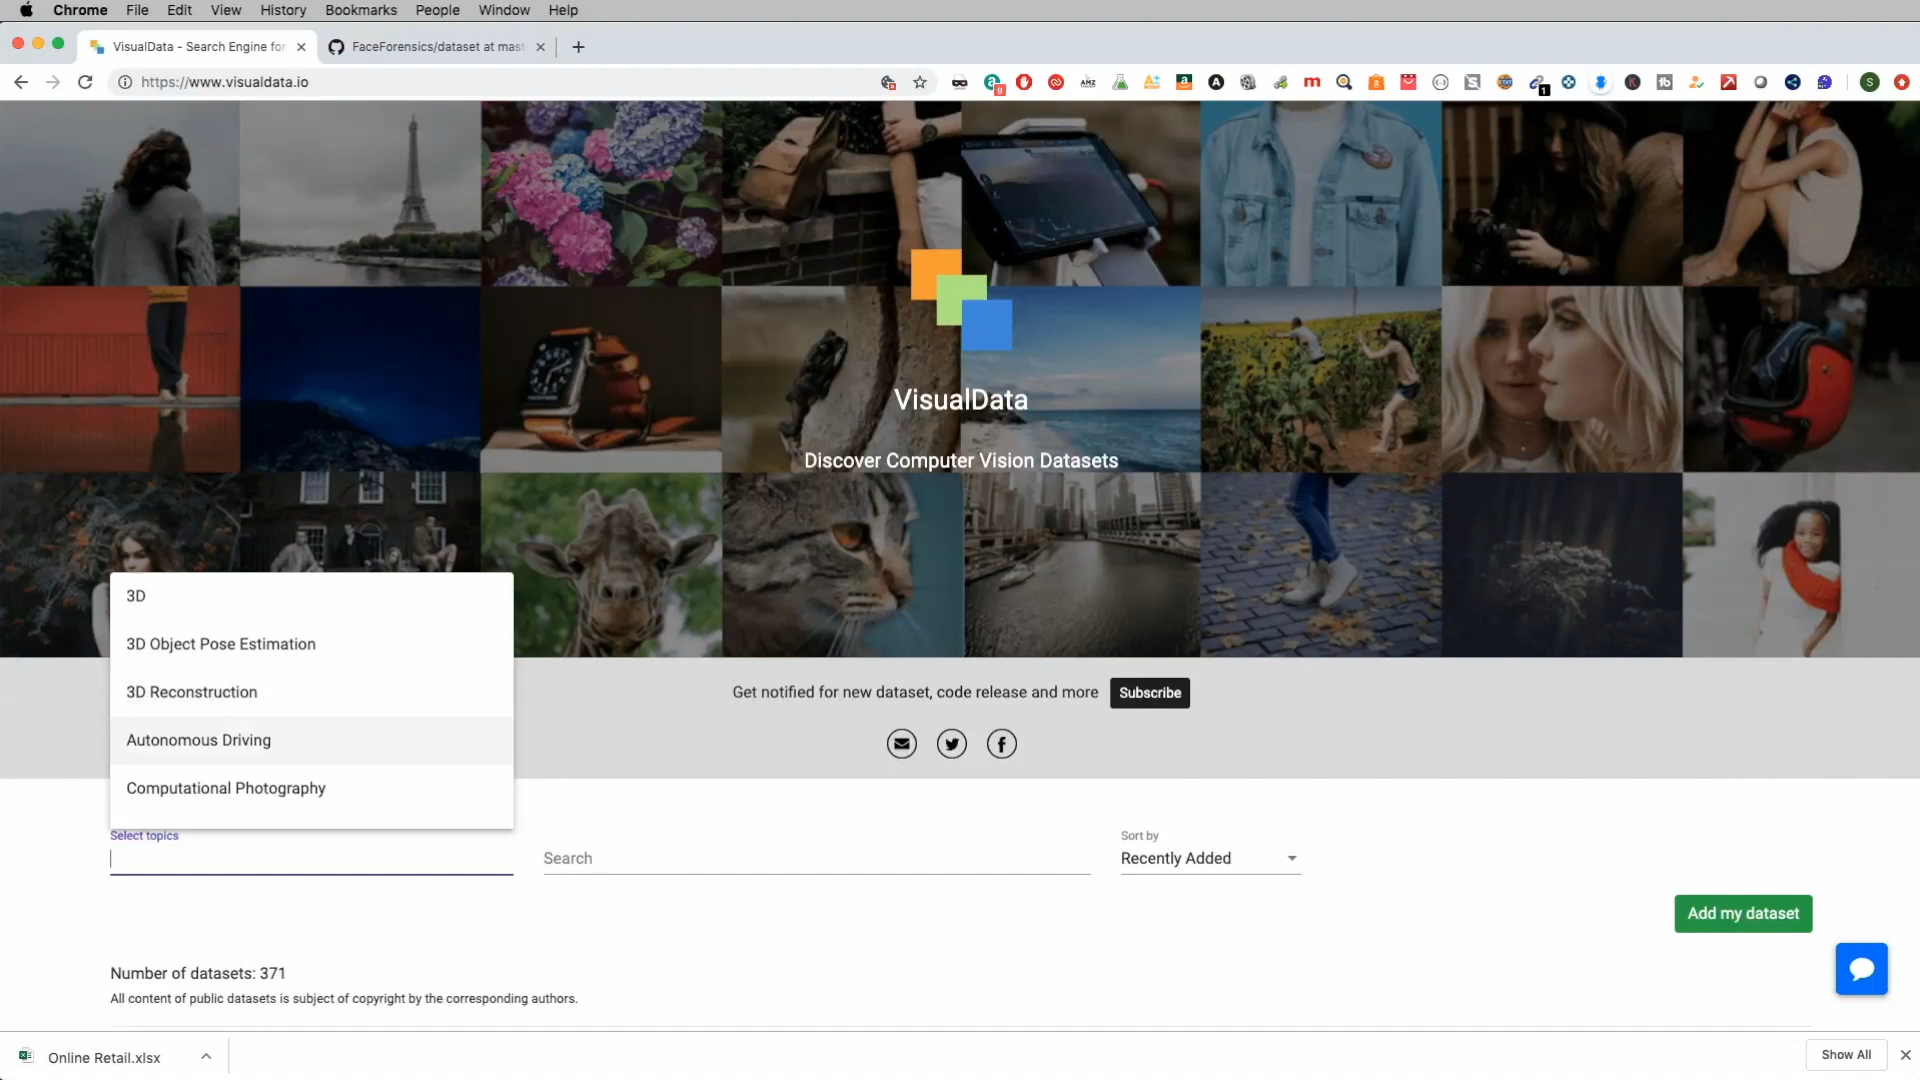 Chrome File Edit View History Bookmarks People Window Help
VisualData - Search Engine for
FaceForensics/dataset at mast
https://www.visualdata.io
VisualData
Discover Computer Vision Datasets
3D
3D Object Pose Estimation
3D Reconstruction
Autonomous Driving
Computational Photography
Get notified for new dataset, code release and more
Subscribe
Select topics
Search
Sort by
Recently Added
Add my dataset
Number of datasets: 371
All content of public datasets is subject of copyright by the corresponding authors.
Online Retail.xlsx
Show All